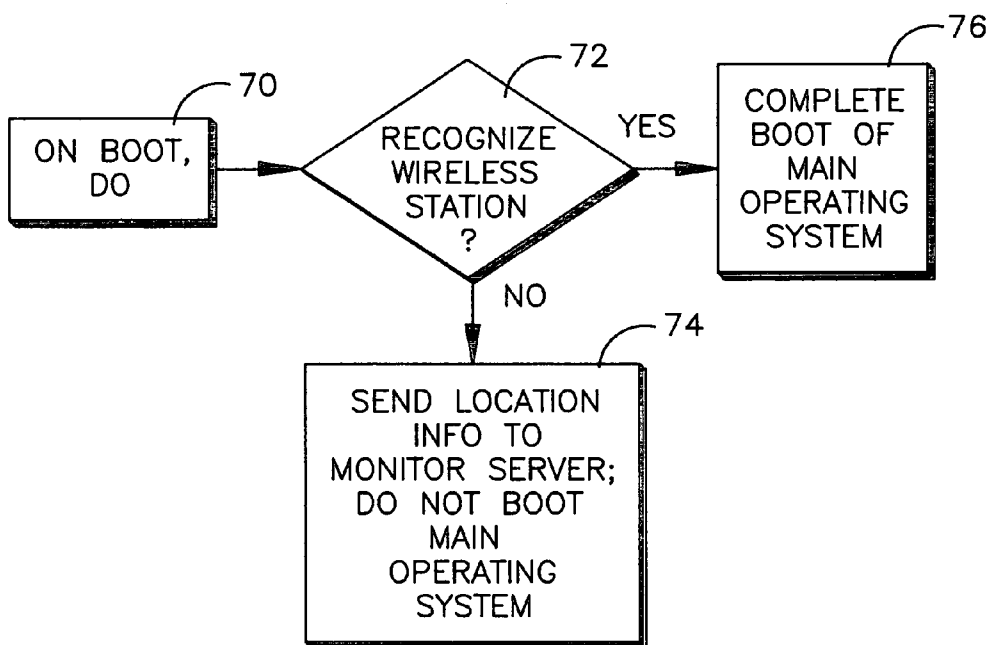 70
ON BOOT,
DO
72
RECOGNIZE
WIRELESS
STATION
?
YES
76
COMPLETE
BOOT OF
MAIN
OPERATING
SYSTEM
NO
74
SEND LOCATION
INFO TO
MONITOR SERVER;
DO NOT BOOT
MAIN
OPERATING
SYSTEM